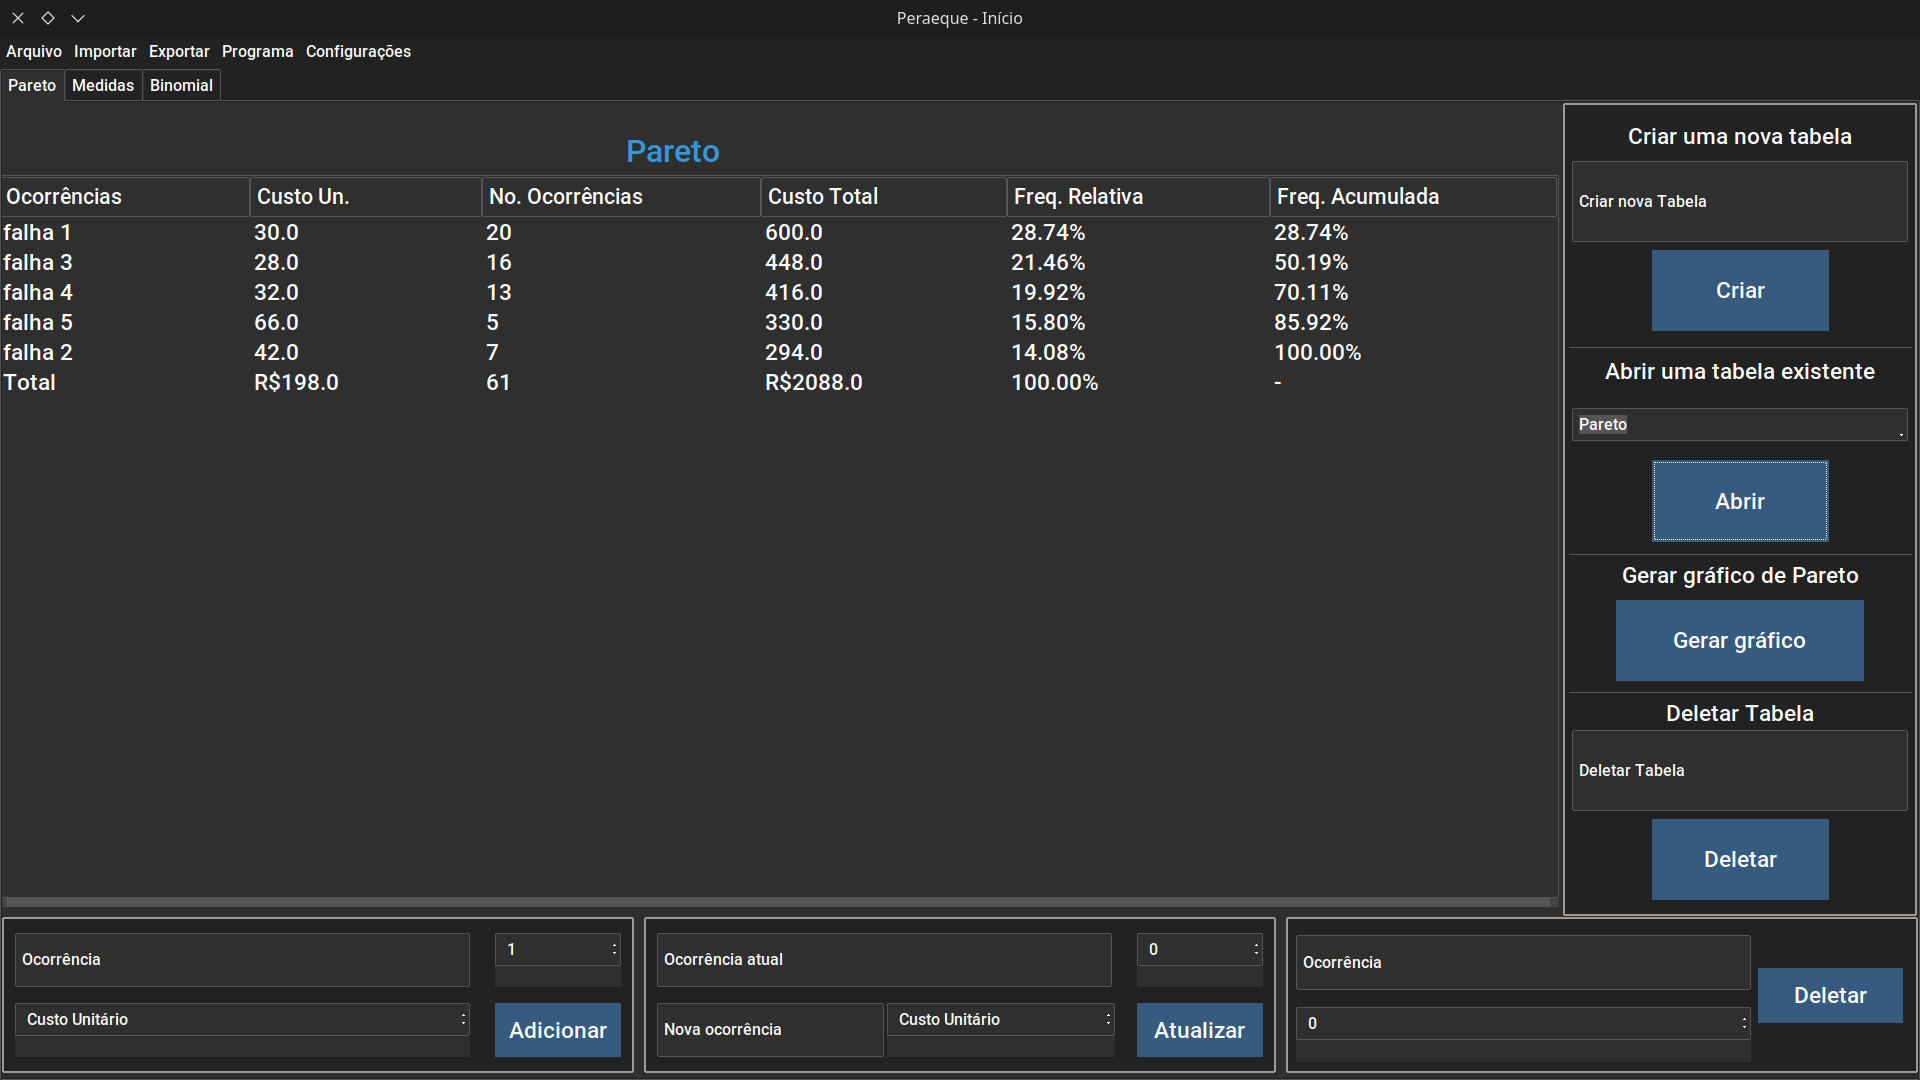 Peraeque - Início
Arquivo Importar Exportar Programa Configurações
Pareto Medidas Binomial
Pareto
Ocorrências Custo Un. No. Ocorrências Custo Total Freq. Relativa Freq. Acumulada
falha 1 30.0 20 600.0 28.74% 28.74%
falha 3 28.0 16 448.0 21.46% 50.19%
falha 4 32.0 13 416.0 19.92% 70.11%
falha 5 66.0 5 330.0 15.80% 85.92%
falha 2 42.0 7 294.0 14.08% 100.00%
Total R$198.0 61 R$2088.0 100.00% -
Criar uma nova tabela
Criar nova Tabela
Criar
Abrir uma tabela existente
Pareto
Abrir
Gerar gráfico de Pareto
Gerar gráfico
Deletar Tabela
Deletar Tabela
Deletar
Ocorrência 1
Custo Unitário Adicionar
Ocorrência atual 0
Nova ocorrência Custo Unitário Atualizar
Ocorrência
0
Deletar